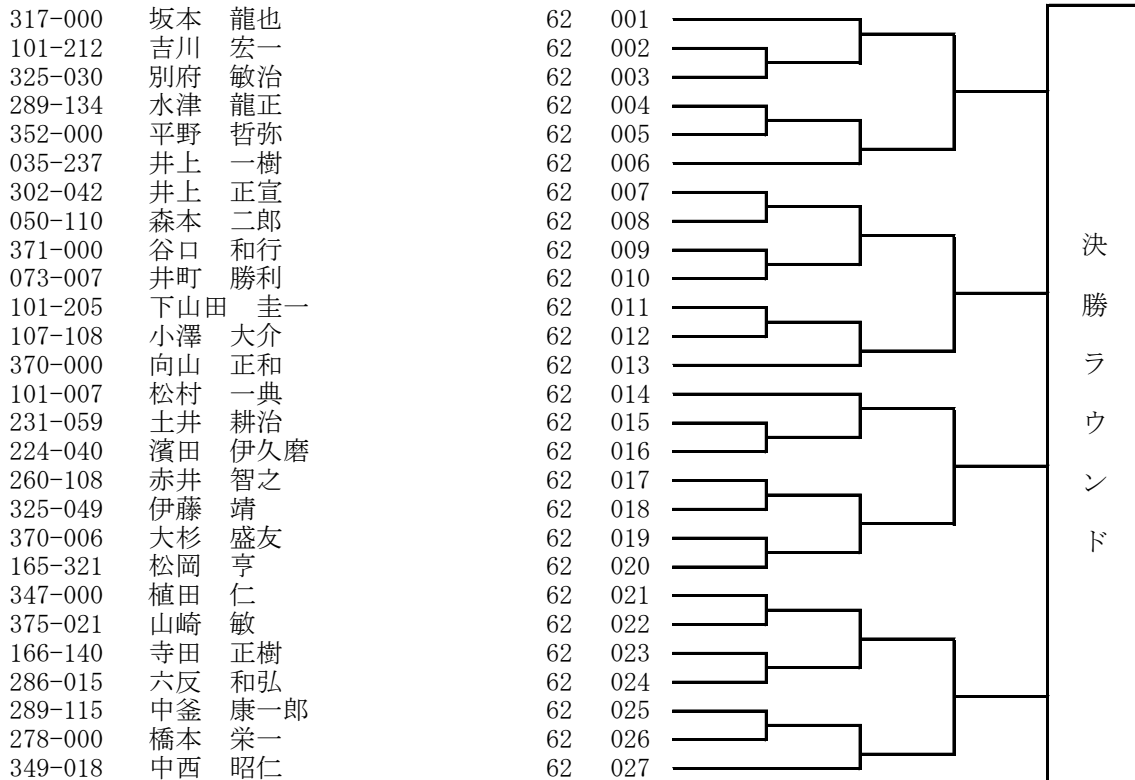 317-000 坂本 龍也 62 001
101-212 吉川 宏一 62 002
325-030 別府 敏治 62 003
289-134 水津 龍正 62 004
352-000 平野 哲弥 62 005
035-237 井上 一樹 62 006
302-042 井上 正宣 62 007
050-110 森本 二郎 62 008
371-000 谷口 和行 62 009
073-007 井町 勝利 62 010
101-205 下山田 圭一 62 011
107-108 小澤 大介 62 012
370-000 向山 正和 62 013
101-007 松村 一典 62 014
231-059 土井 耕治 62 015
224-040 濱田 伊久磨 62 016
260-108 赤井 智之 62 017
325-049 伊藤 靖 62 018
370-006 大杉 盛友 62 019
165-321 松岡 亨 62 020
347-000 植田 仁 62 021
375-021 山崎 敏 62 022
166-140 寺田 正樹 62 023
286-015 六反 和弘 62 024
289-115 中釜 康一郎 62 025
278-000 橋本 栄一 62 026
349-018 中西 昭仁 62 027
決勝ラウンド